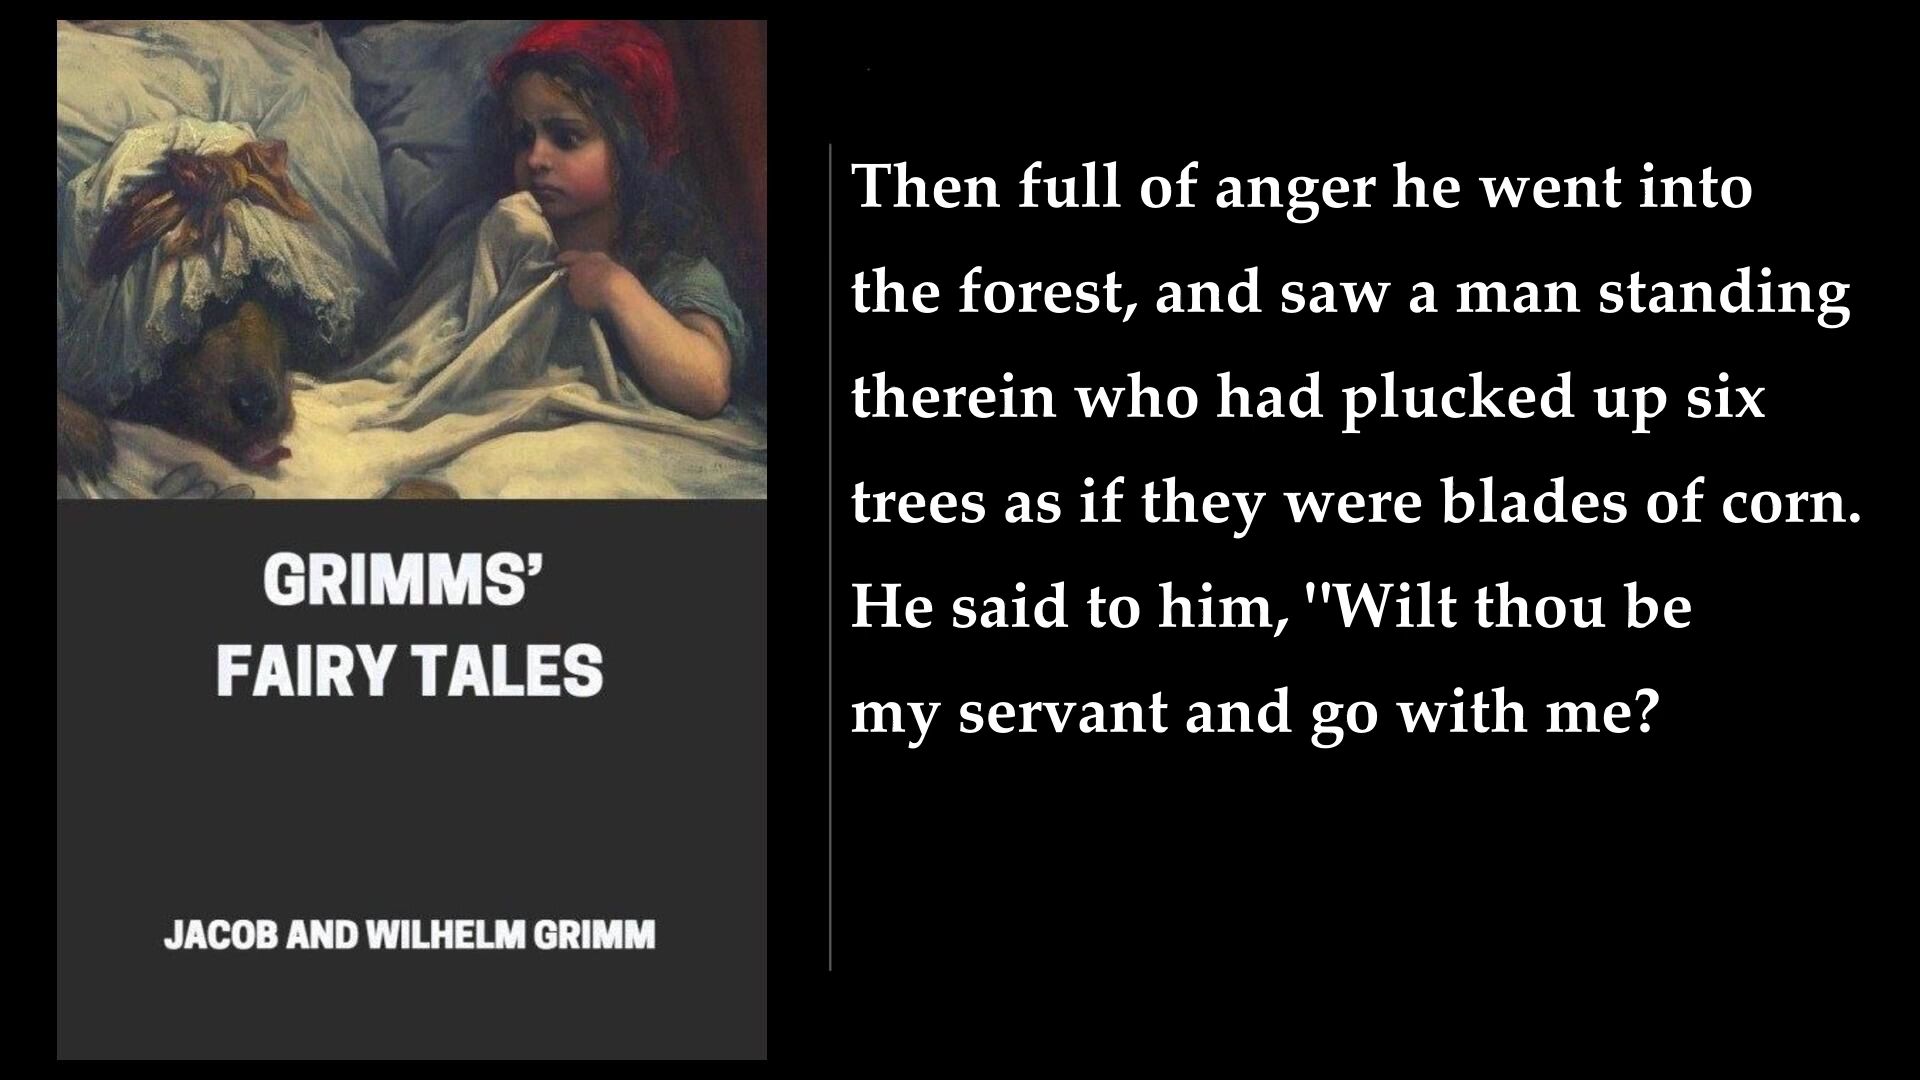 GRIMMS’
FAIRY TALES
JACOB AND WILHELM GRIMM
Then full of anger he went into
the forest, and saw a man standing
therein who had plucked up six
trees as if they were blades of corn.
He said to him, "Wilt thou be
my servant and go with me?